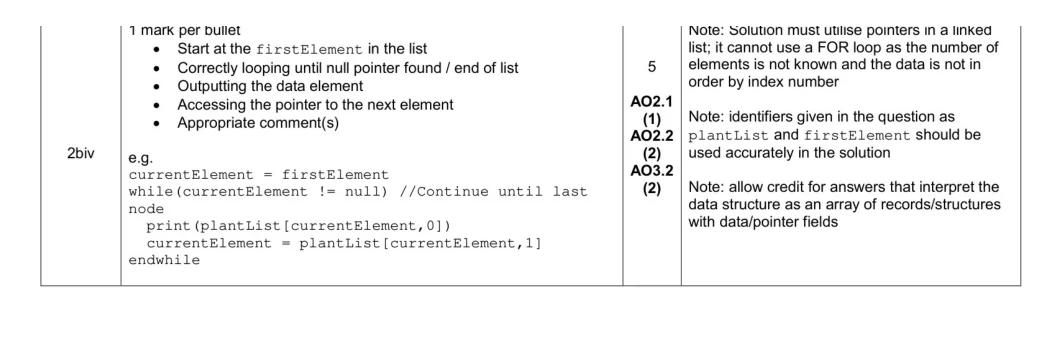 1 mark per bullet
• Start at the firstElement in the list
• Correctly looping until null pointer found / end of list
• Outputting the data element
• Accessing the pointer to the next element
• Appropriate comment(s)
2biv
e.g.
currentElement = firstElement
while(currentElement != null) //Continue until last
node
print(plantList[currentElement,0])
currentElement = plantList[currentElement,1]
endwhile
5
AO2.1
(1)
AO2.2
(2)
AO3.2
(2)
Note: Solution must utilise pointers in a linked
list; it cannot use a FOR loop as the number of
elements is not known and the data is not in
order by index number
Note: identifiers given in the question as
plantList and firstElement should be
used accurately in the solution
Note: allow credit for answers that interpret the
data structure as an array of records/structures
with data/pointer fields